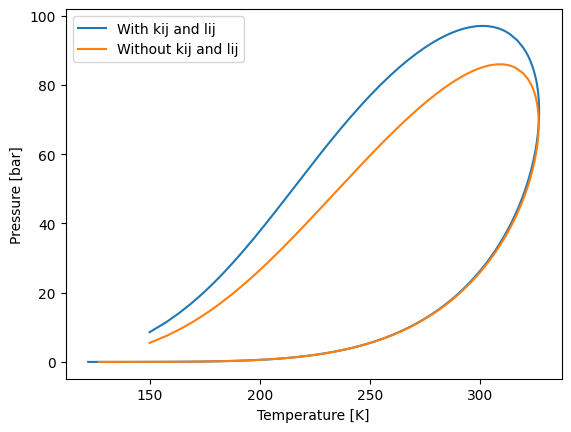 With kij and lij
Without kij and lij
100
80
60
40
20
0
Pressure [bar]
150
200
250
300
Temperature [K]